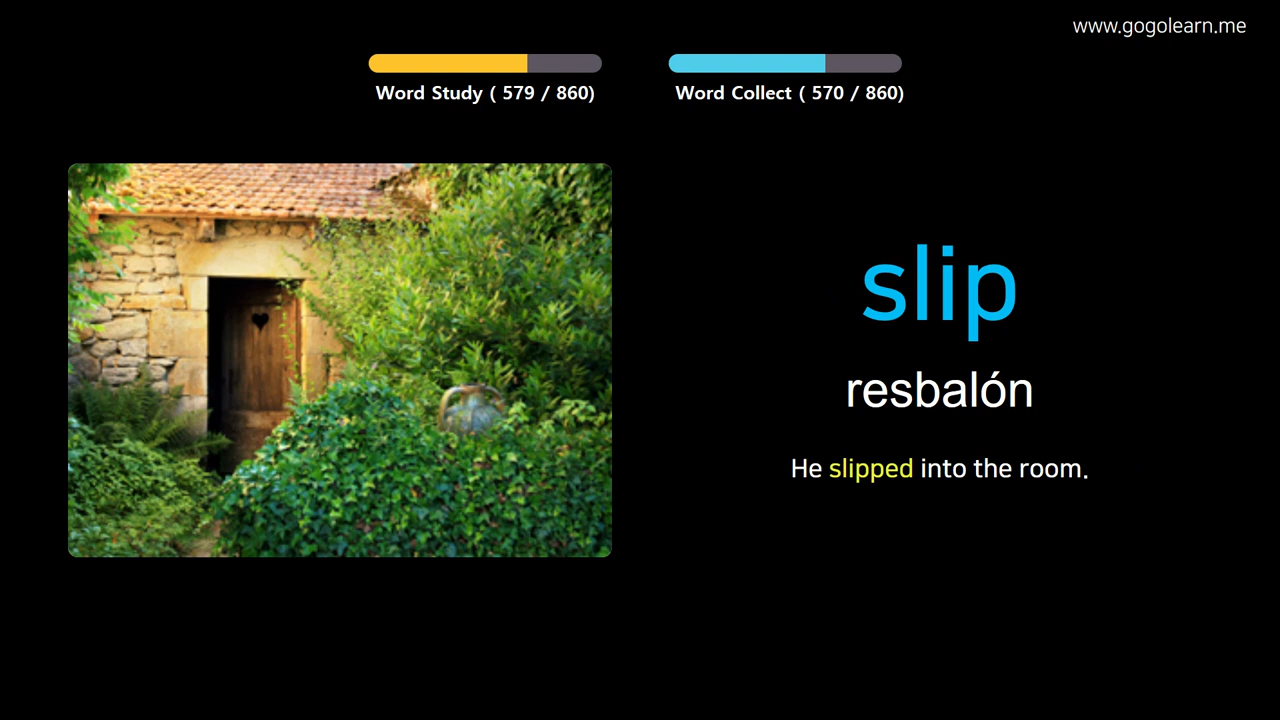 www.gogolearn.me
Word Study ( 579 / 860)
Word Collect ( 570 / 860)
slip
resbalón
He slipped into the room.